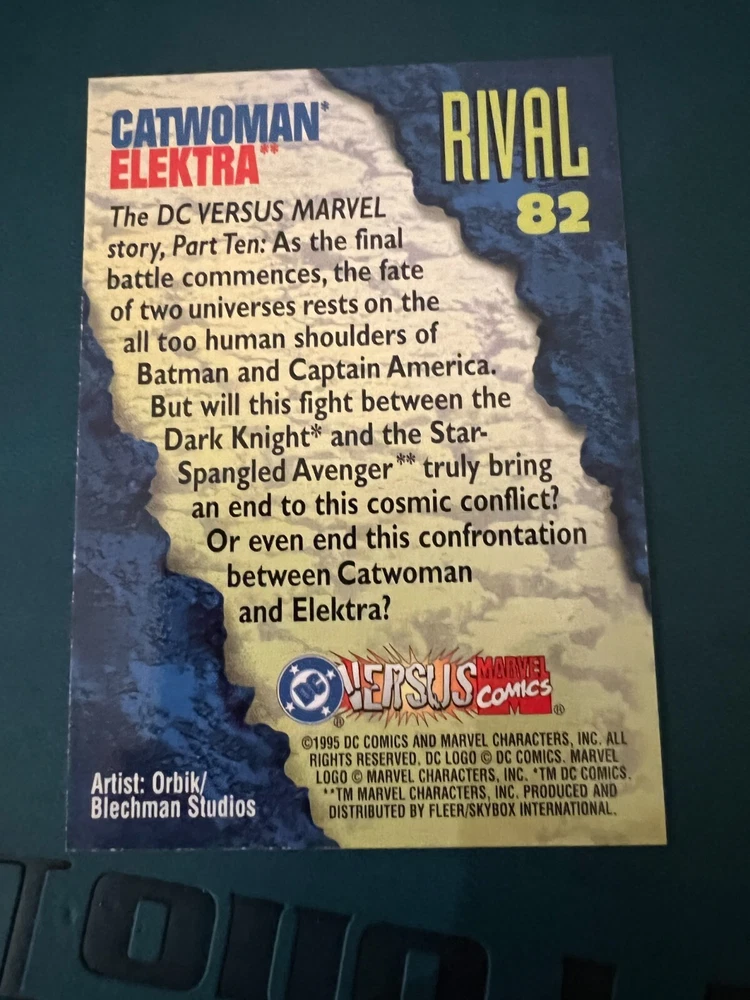 CATWOMAN*
ELEKTRA**
RIVAL
82
The DC VERSUS MARVEL
story, Part Ten: As the final
battle commences, the fate
of two universes rests on the
all too human shoulders of
Batman and Captain America.
But will this fight between the
Dark Knight* and the Star-
Spangled Avenger** truly bring
an end to this cosmic conflict?
Or even end this confrontation
between Catwoman
and Elektra?
DC VERSUS MARVEL
COMICS
M
® ®
©1995 DC COMICS AND MARVEL CHARACTERS, INC. ALL
RIGHTS RESERVED. DC LOGO © DC COMICS. MARVEL
LOGO © MARVEL CHARACTERS, INC. *TM DC COMICS.
**TM MARVEL CHARACTERS, INC. PRODUCED AND
DISTRIBUTED BY FLEER/SKYBOX INTERNATIONAL.
Artist: Orbik/
Blechman Studios